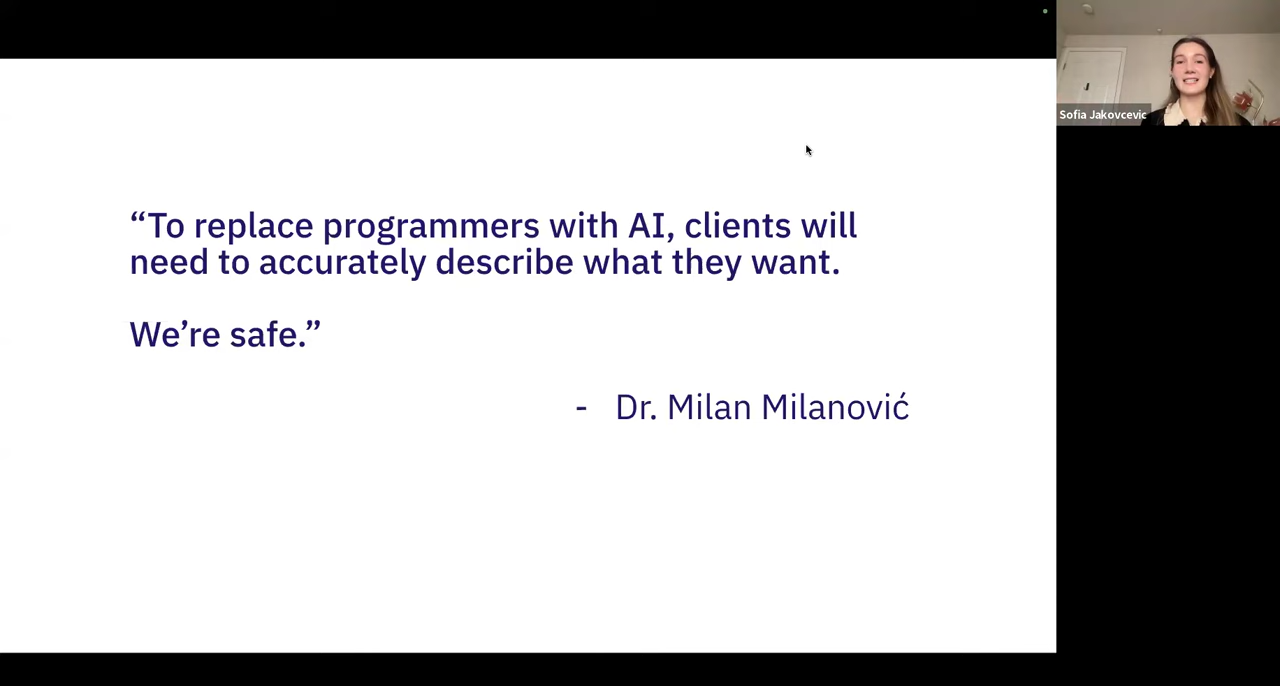 “To replace programmers with AI, clients will
need to accurately describe what they want.
We’re safe.”
- Dr. Milan Milanović
Sofia Jakovcevic